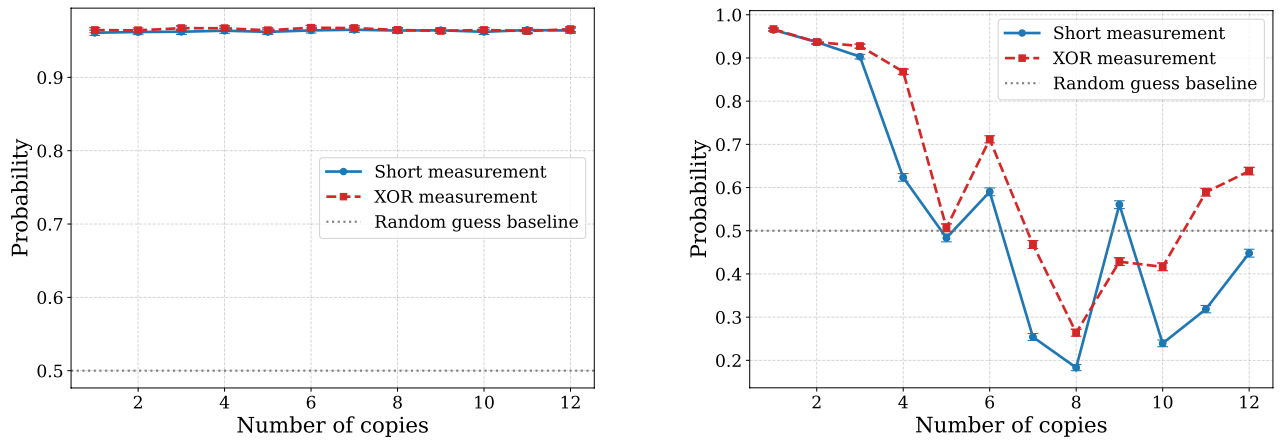 0.9
0.8
0.7
0.6
0.5
Probability
Short measurement
XOR measurement
Random guess baseline
2 4 6 8 10 12
Number of copies
1.0
0.9
0.8
0.7
0.6
0.5
0.4
0.3
0.2
Probability
Short measurement
XOR measurement
Random guess baseline
2 4 6 8 10 12
Number of copies